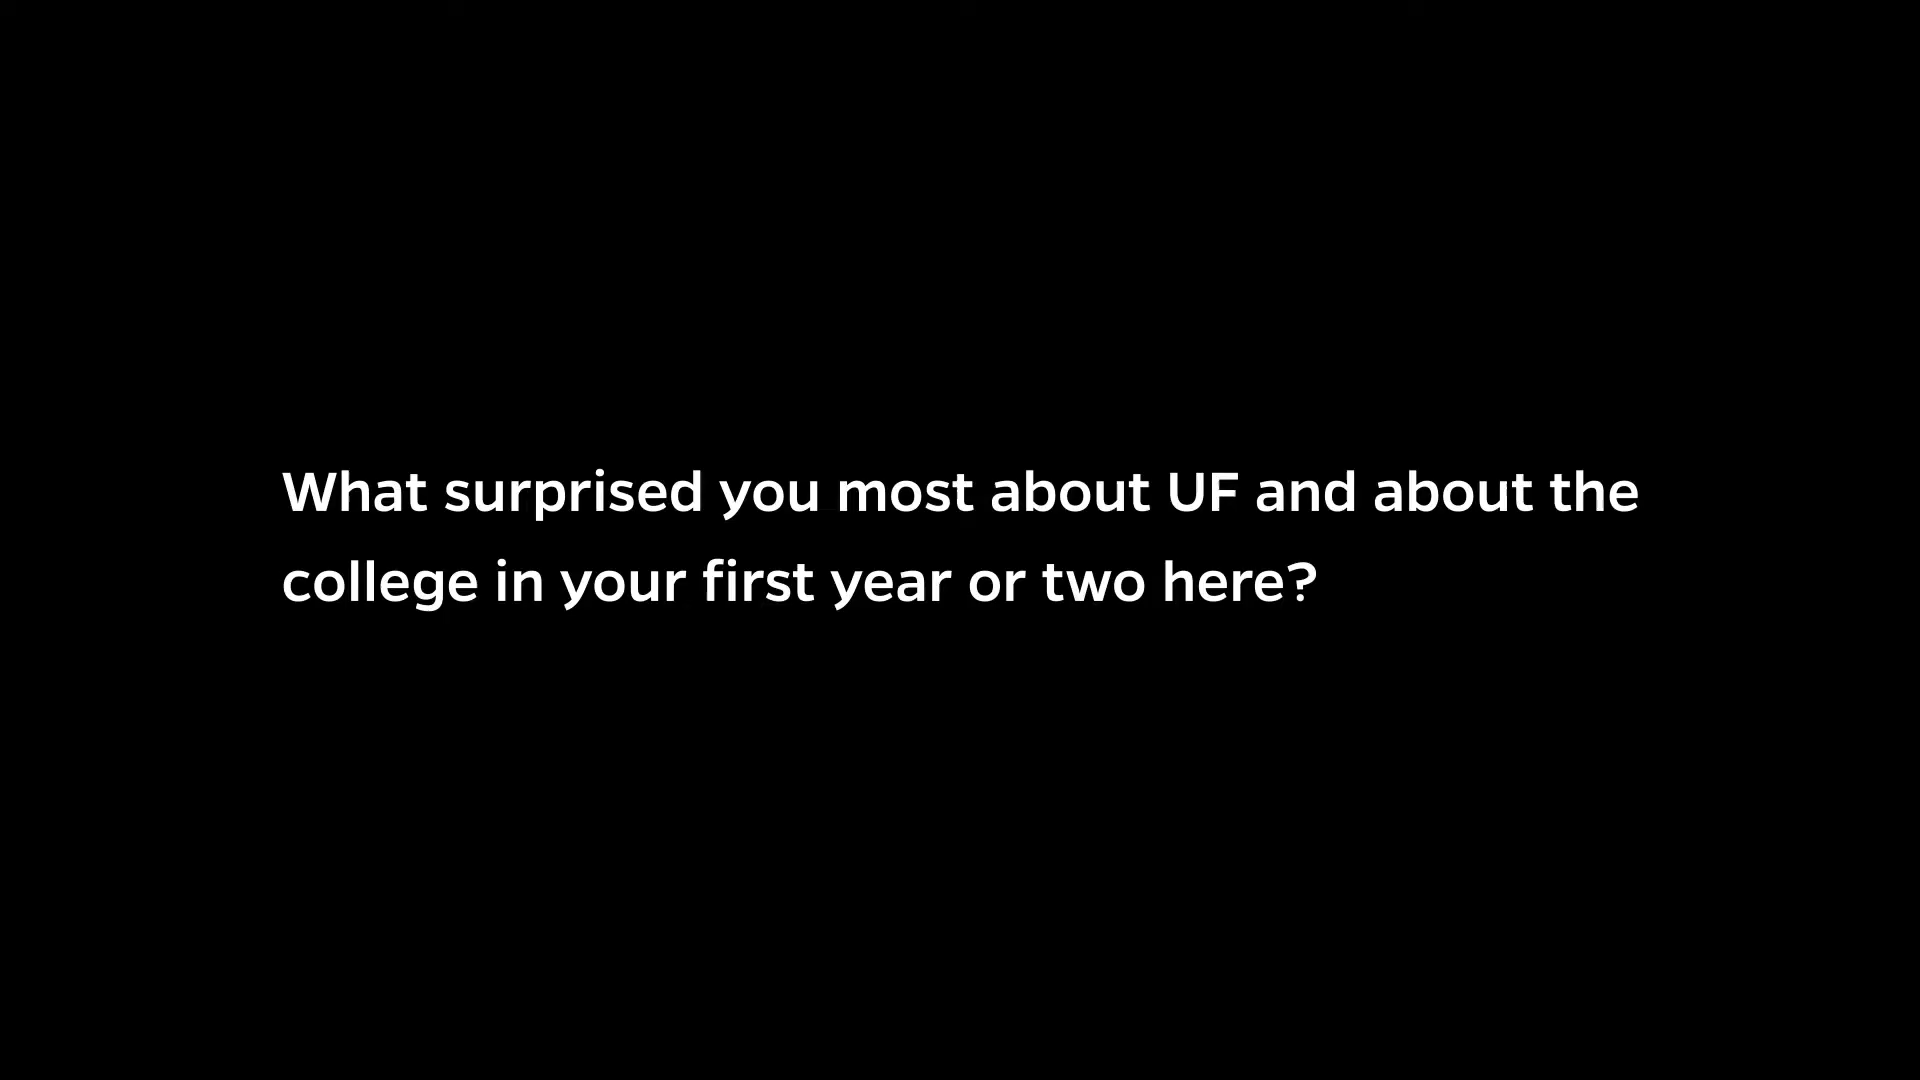 What surprised you most about UF and about the
college in your first year or two here?